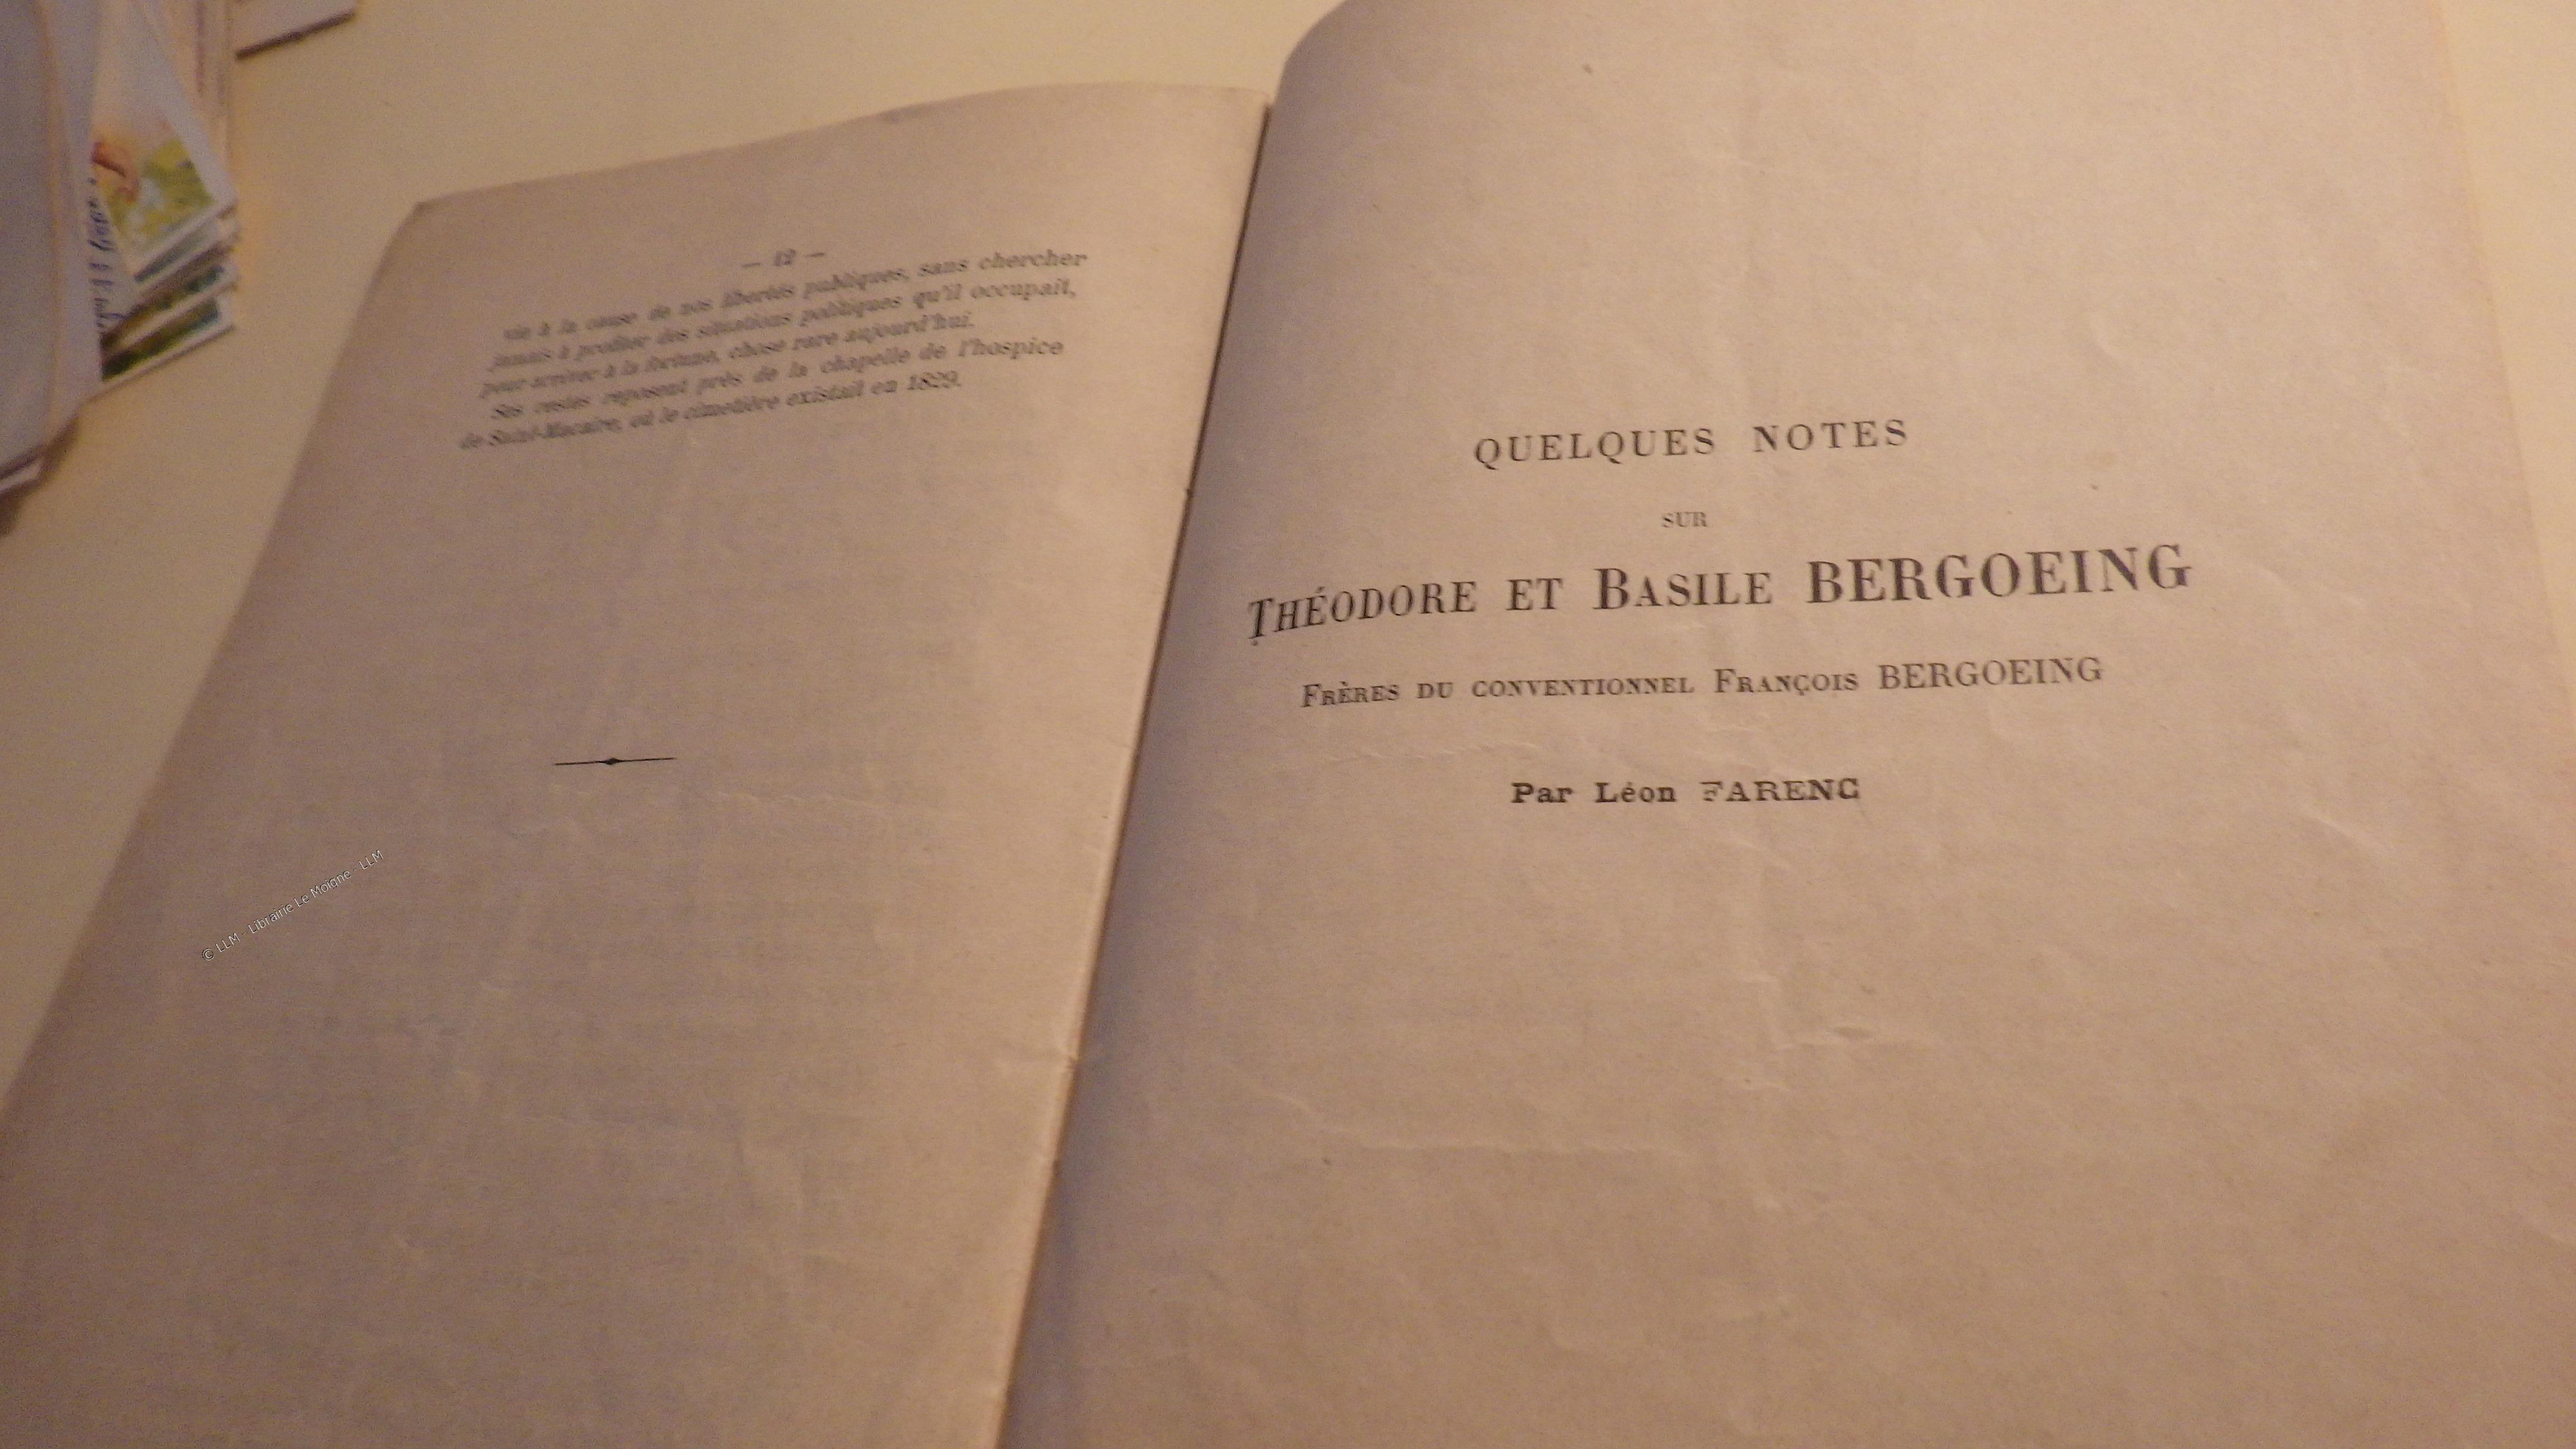 — 12 —
vie à la cause de nos libertés publiques, sans chercher
jamais à profiter des situations politiques qu'il occupait,
pour arriver à la fortune, chose rare aujourd'hui.
Ses restes reposent près de la chapelle de l'hospice
de Saint-Macaire, où le cimetière existait en 1829.
© LLM - Librairie Le Moigne - LLM
QUELQUES NOTES
SUR
THÉODORE ET BASILE BERGOEING
FRÈRES DU CONVENTIONNEL FRANÇOIS BERGOEING
Par Léon FARENC